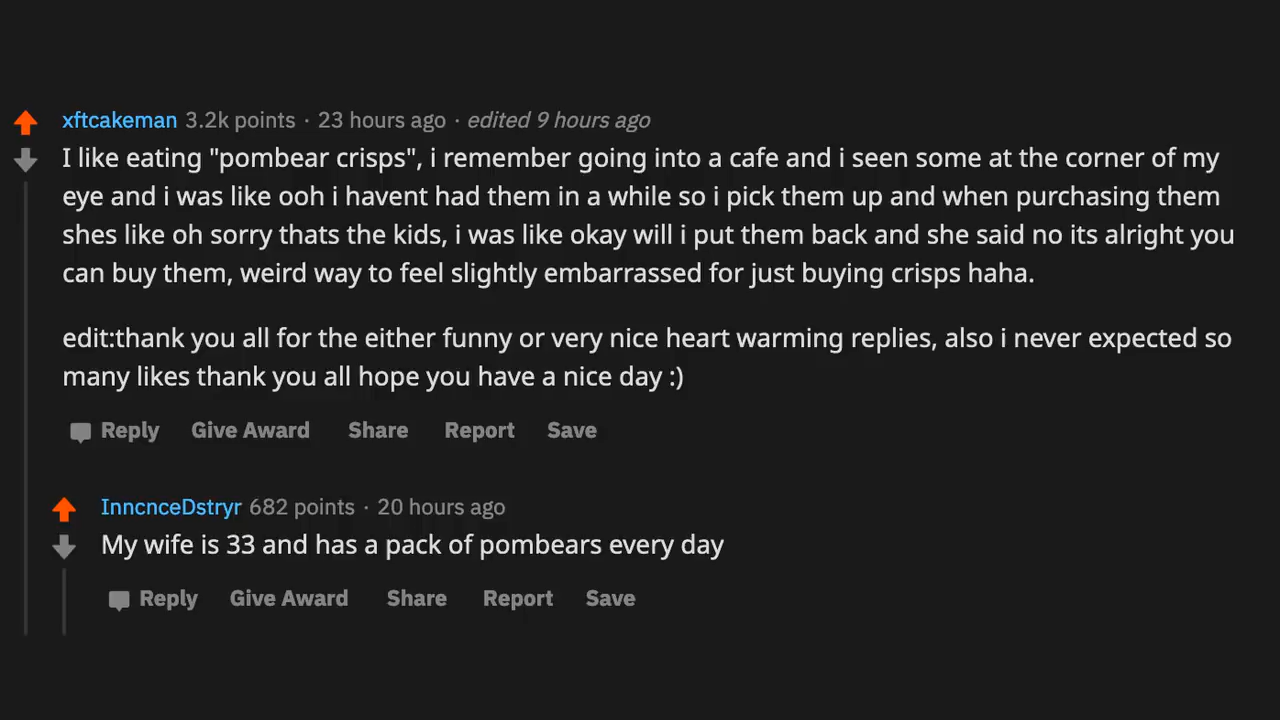 xftcakeman 3.2k points · 23 hours ago · edited 9 hours ago
I like eating "pombear crisps", i remember going into a cafe and i seen some at the corner of my
eye and i was like ooh i havent had them in a while so i pick them up and when purchasing them
shes like oh sorry thats the kids, i was like okay will i put them back and she said no its alright you
can buy them, weird way to feel slightly embarrassed for just buying crisps haha.
edit:thank you all for the either funny or very nice heart warming replies, also i never expected so
many likes thank you all hope you have a nice day :)
Reply Give Award Share Report Save
InncnceDstryr 682 points · 20 hours ago
My wife is 33 and has a pack of pombears every day
Reply Give Award Share Report Save